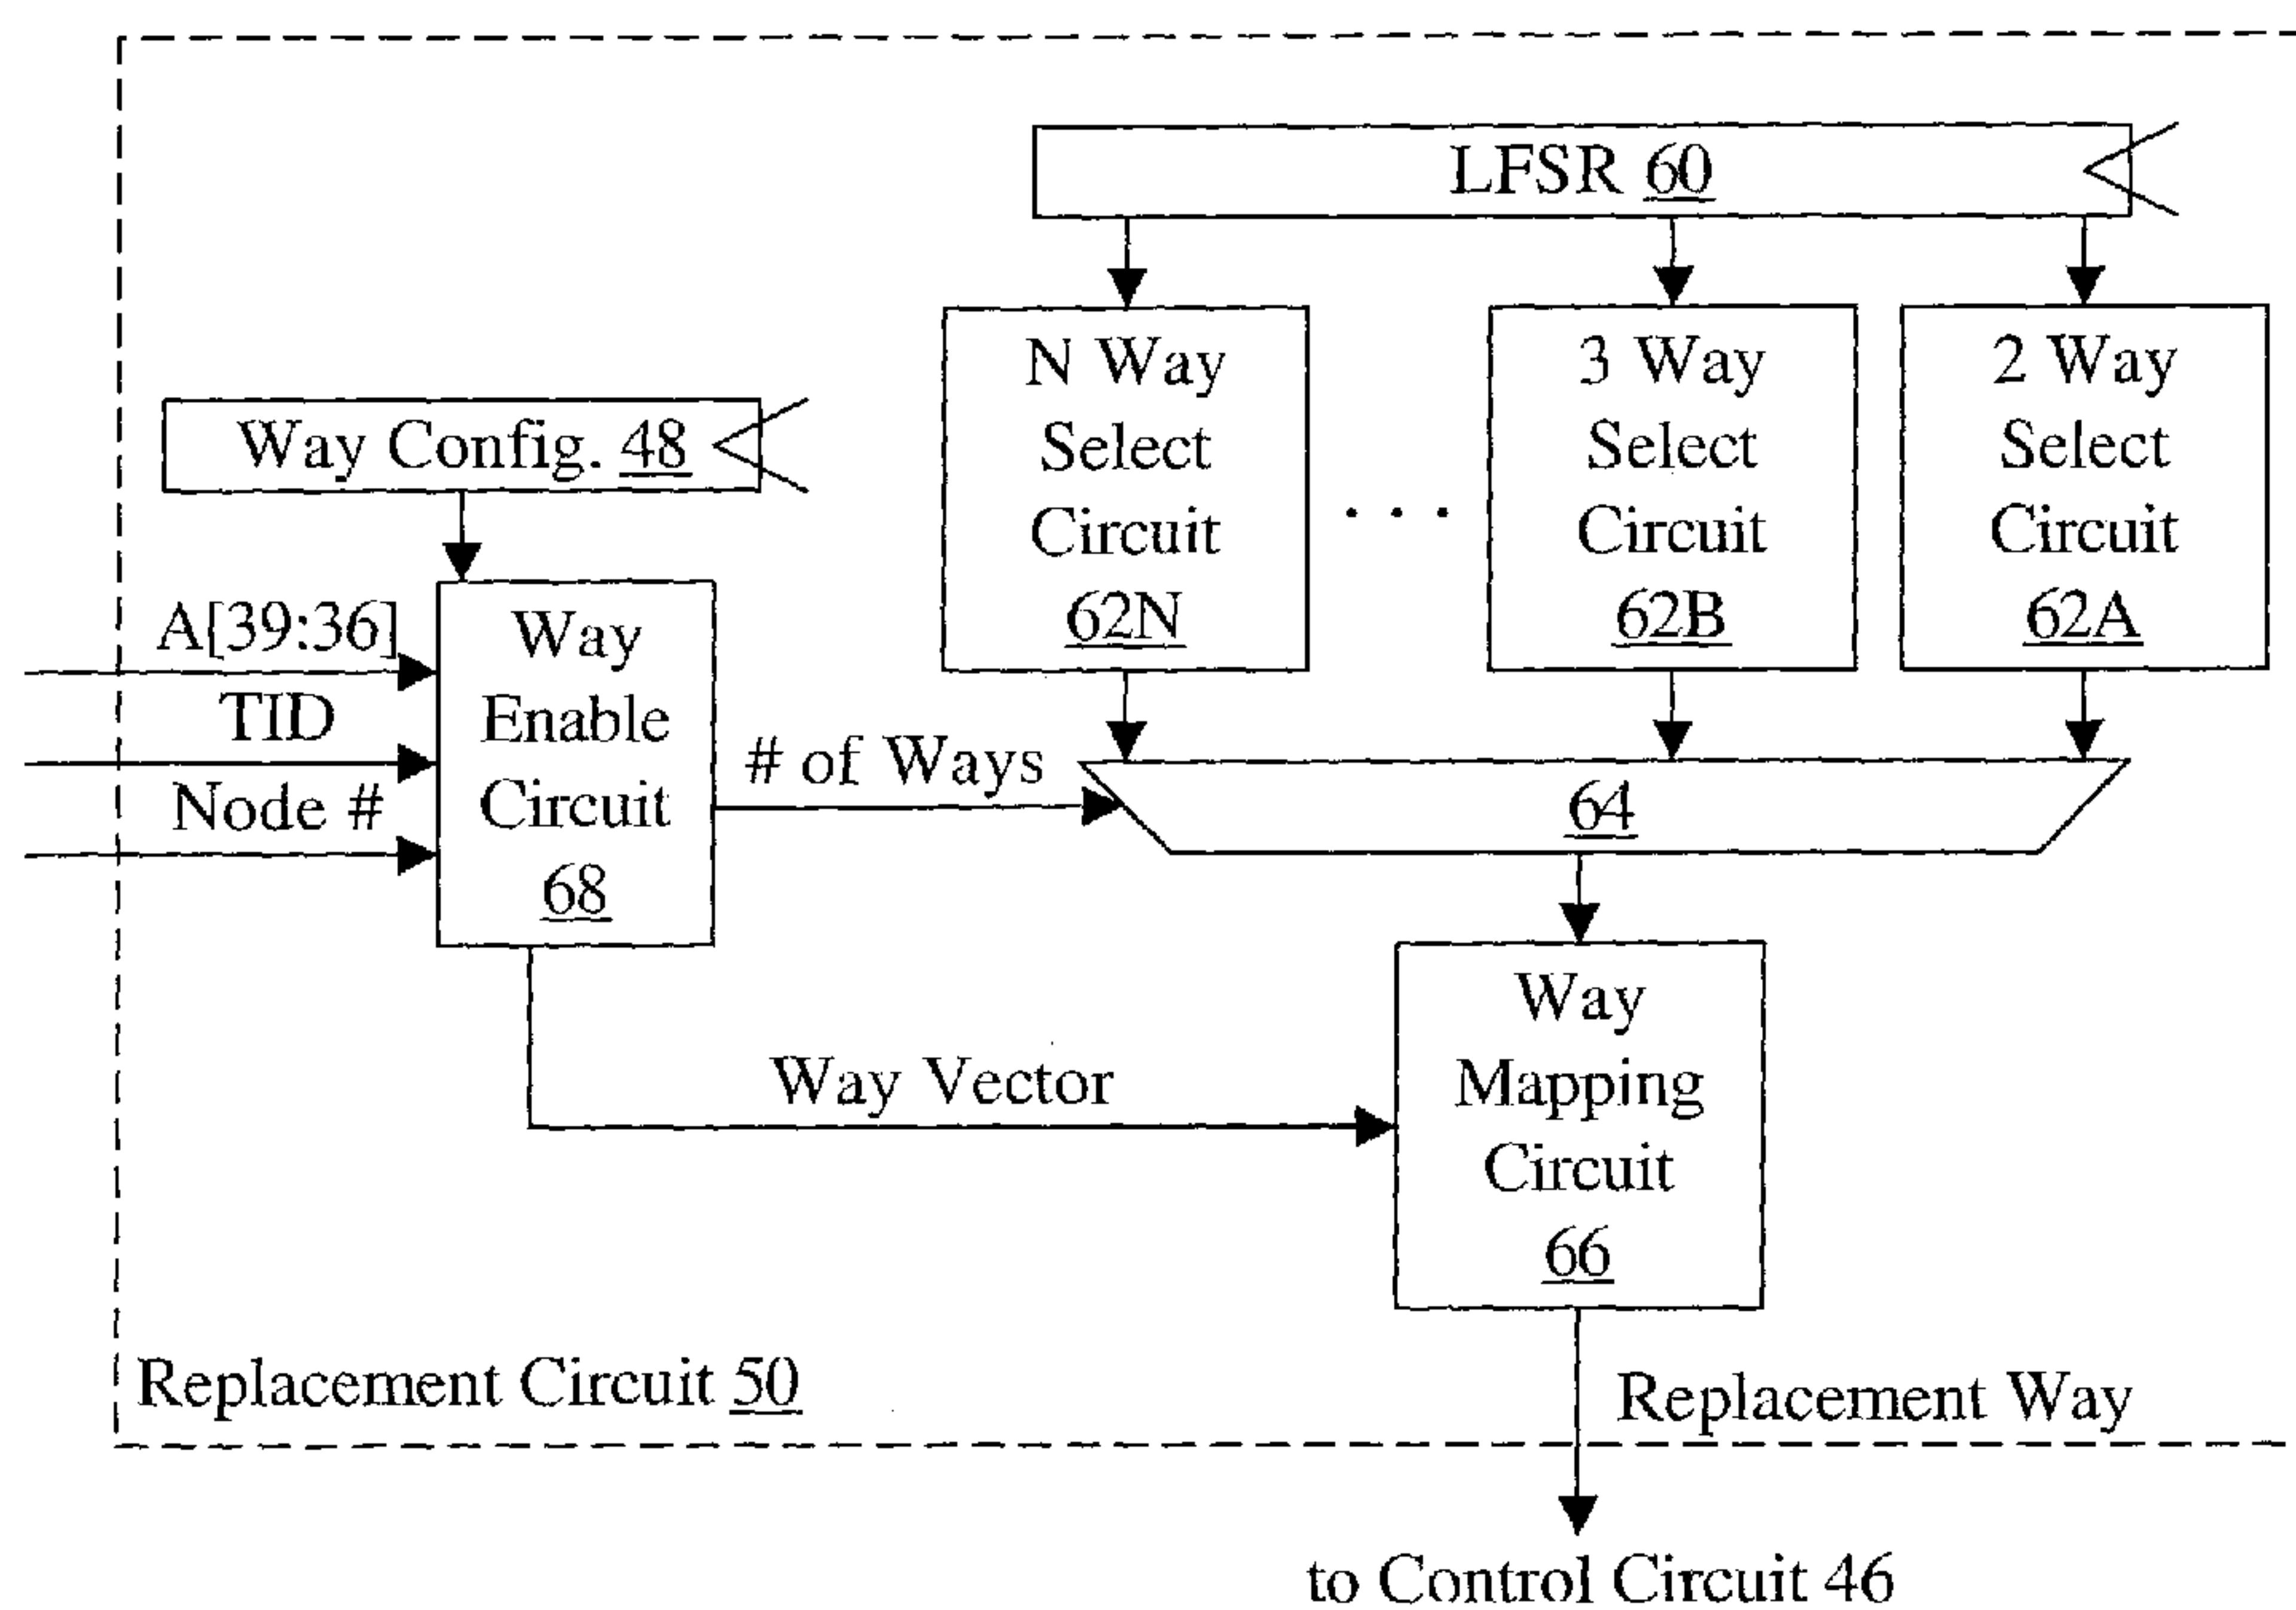 LFSR 60
N Way
Select
Circuit
62N
. . .
3 Way
Select
Circuit
62B
2 Way
Select
Circuit
62A
Way Config. 48
A[39:36]
TID
Node #
Way
Enable
Circuit
68
# of Ways
64
Way Vector
Way
Mapping
Circuit
66
Replacement Circuit 50
Replacement Way
to Control Circuit 46